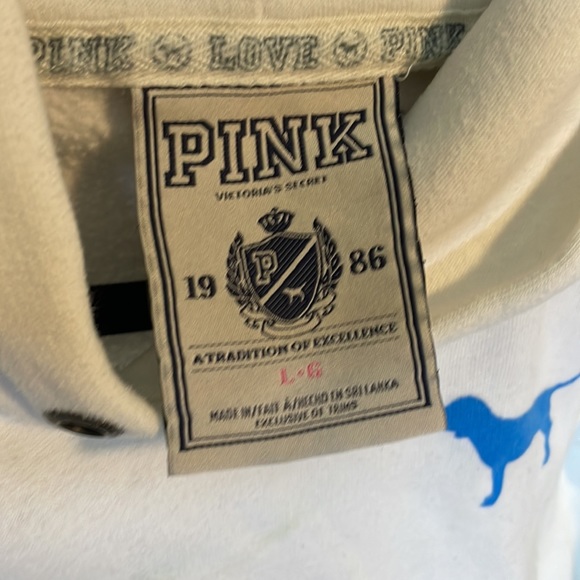 PINK LOVE PINK
PINK
VICTORIA'S SECRET
P
19 86
A TRADITION OF EXCELLENCE
L•G
MADE IN/FAIT À/HECHO EN SRI LANKA
EXCLUSIVE OF TRIMS